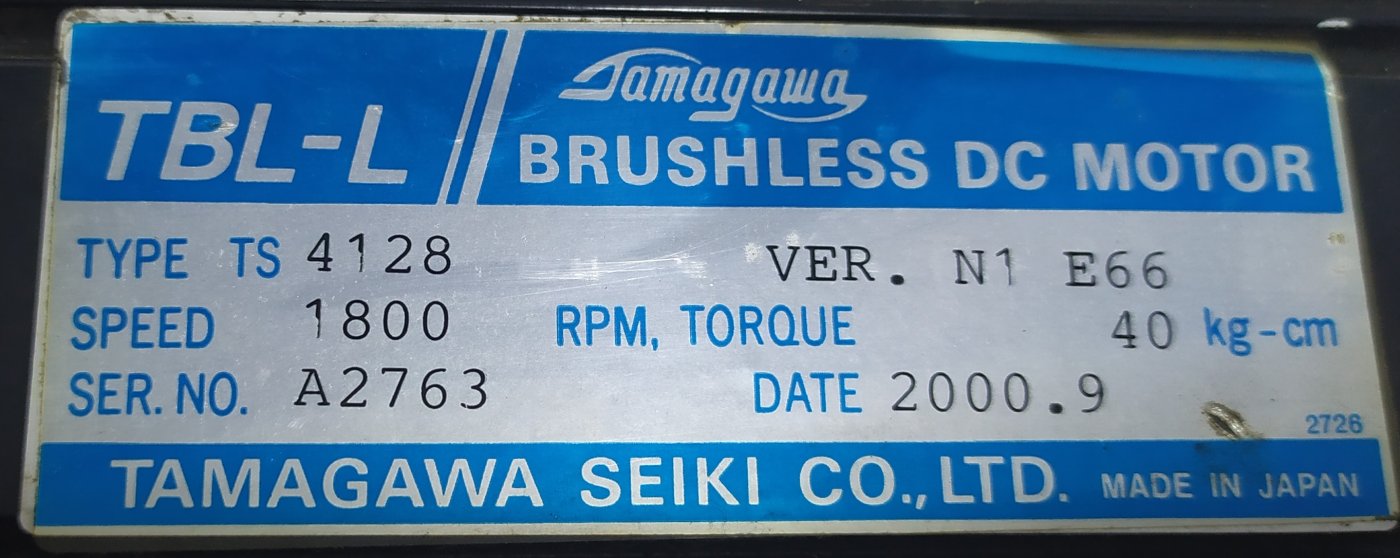 TBL-L
Tamagawa
BRUSHLESS DC MOTOR
TYPE TS 4128 VER. N1 E66
SPEED 1800 RPM, TORQUE 40 kg-cm
SER. NO. A2763 DATE 2000.9
2726
TAMAGAWA SEIKI CO., LTD. MADE IN JAPAN